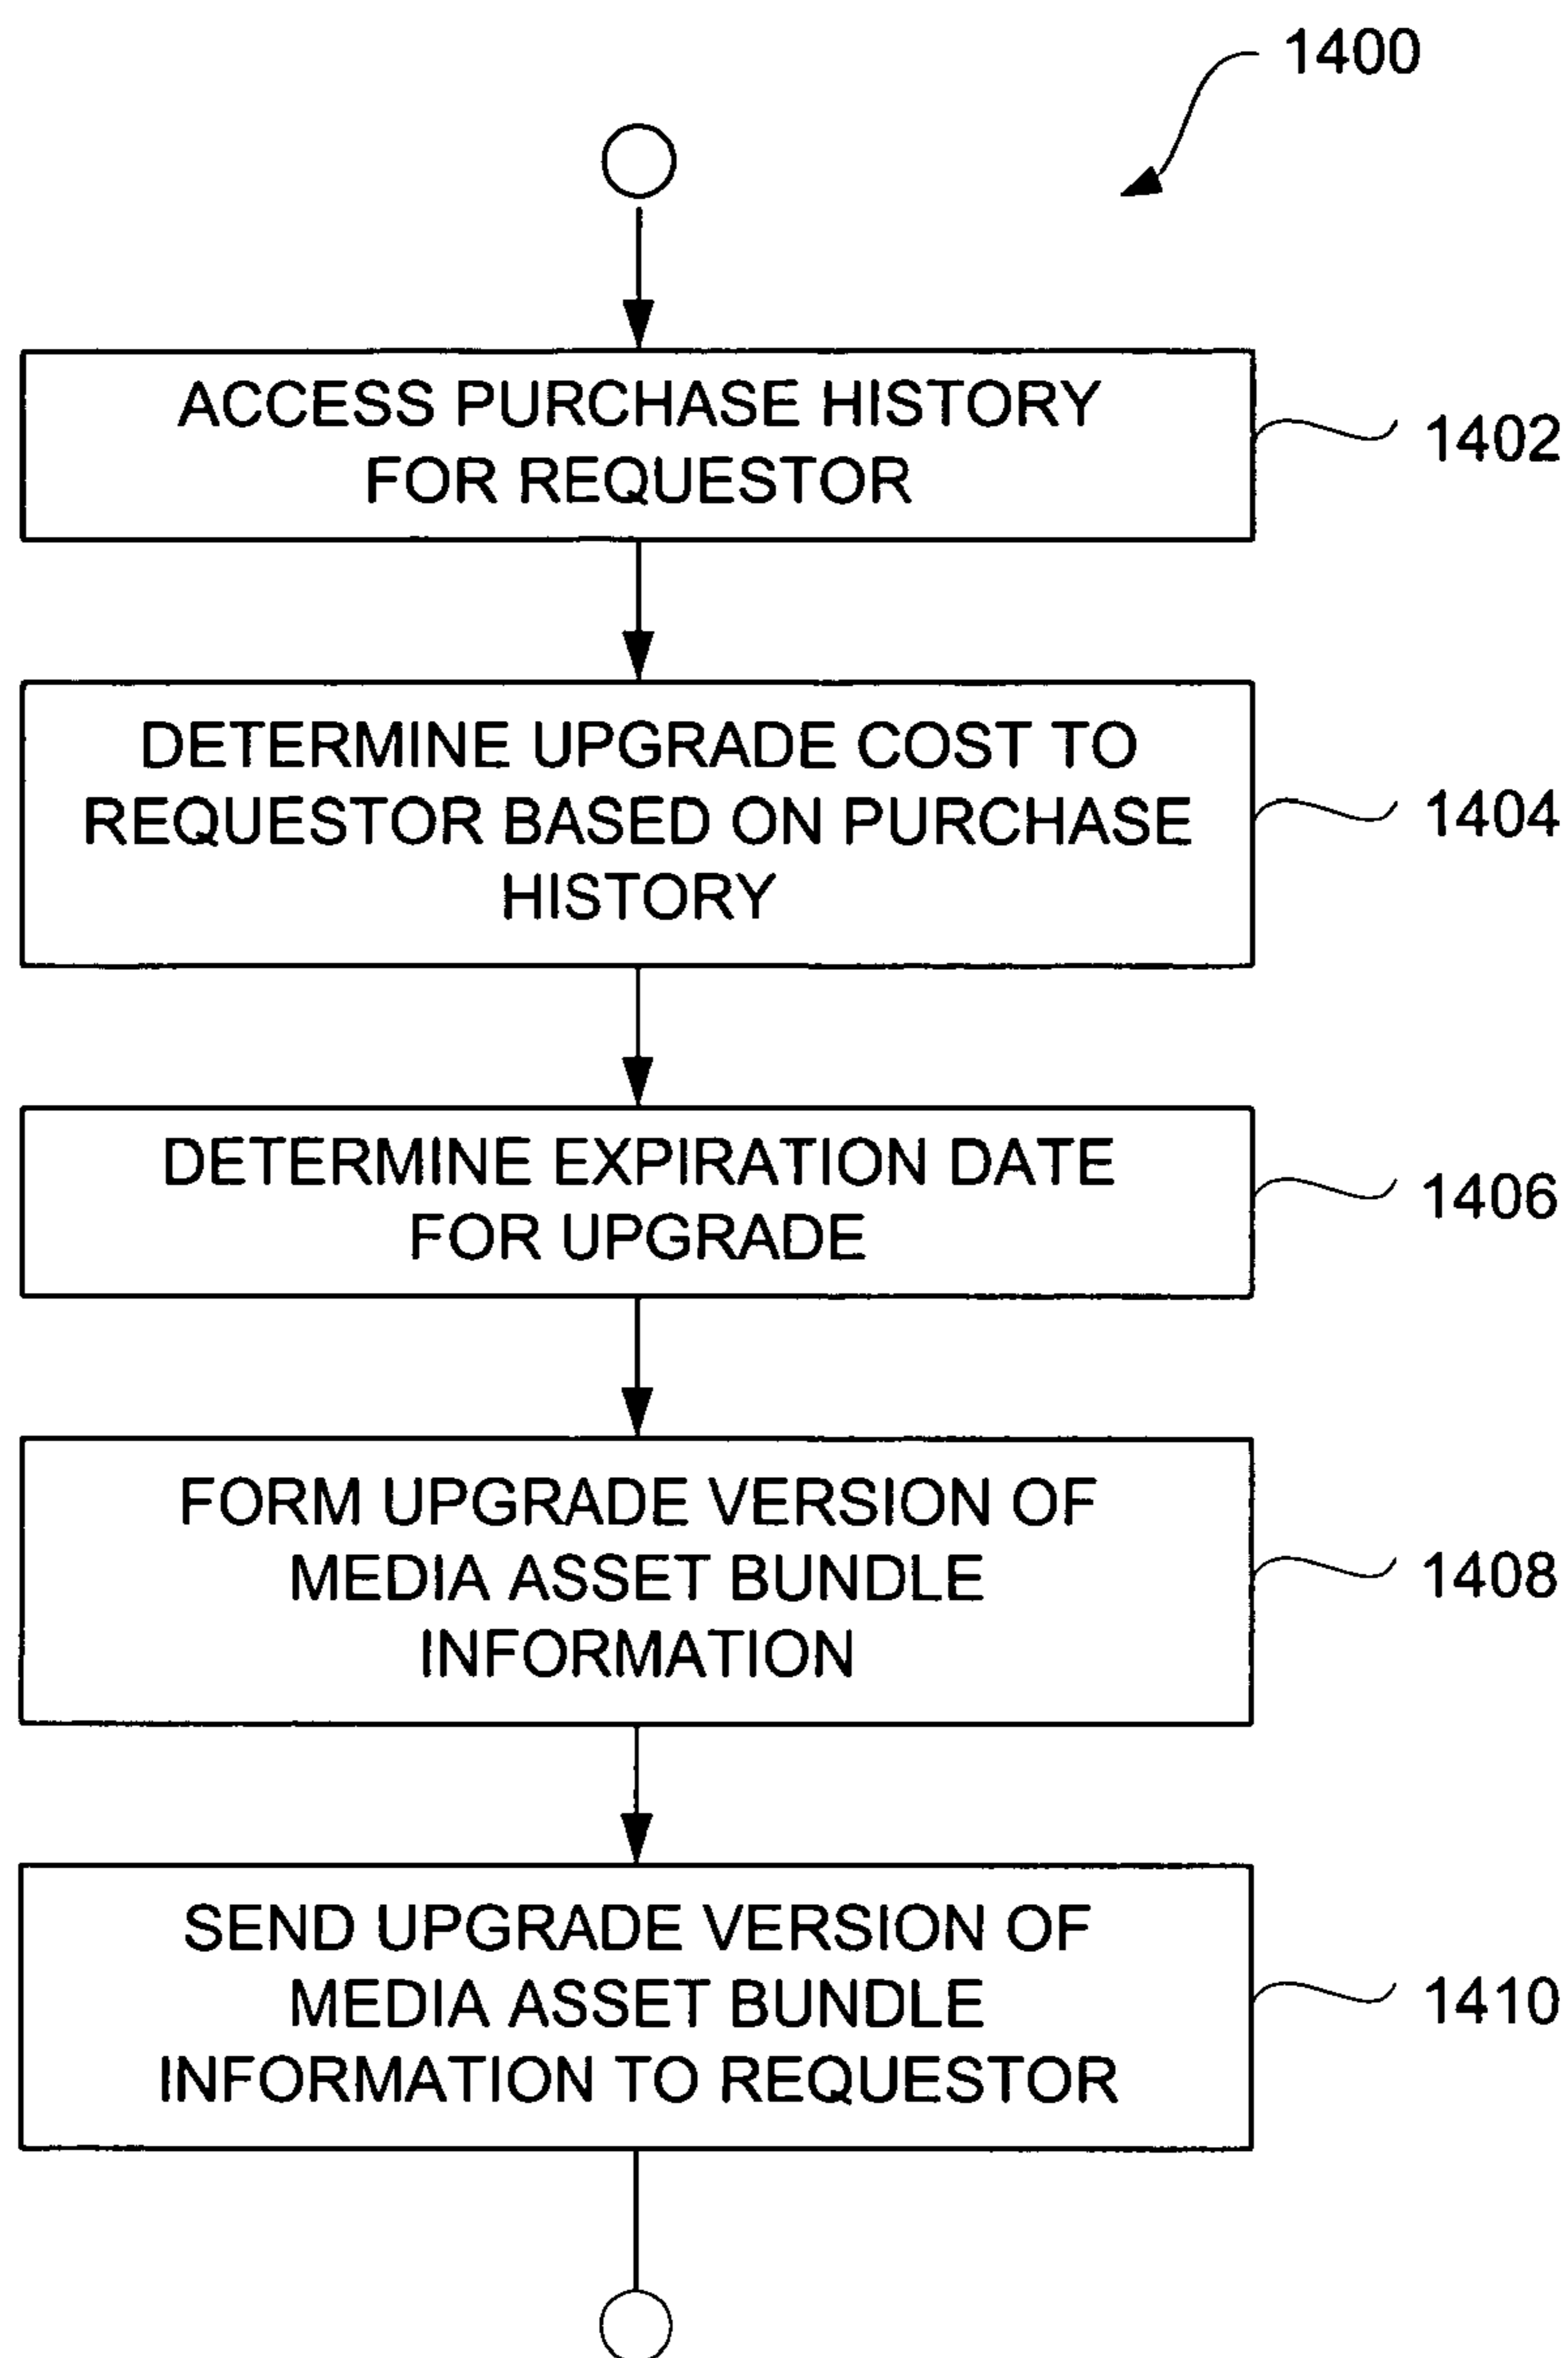 1400
ACCESS PURCHASE HISTORY
FOR REQUESTOR
1402
DETERMINE UPGRADE COST TO
REQUESTOR BASED ON PURCHASE
HISTORY
1404
DETERMINE EXPIRATION DATE
FOR UPGRADE
1406
FORM UPGRADE VERSION OF
MEDIA ASSET BUNDLE
INFORMATION
1408
SEND UPGRADE VERSION OF
MEDIA ASSET BUNDLE
INFORMATION TO REQUESTOR
1410